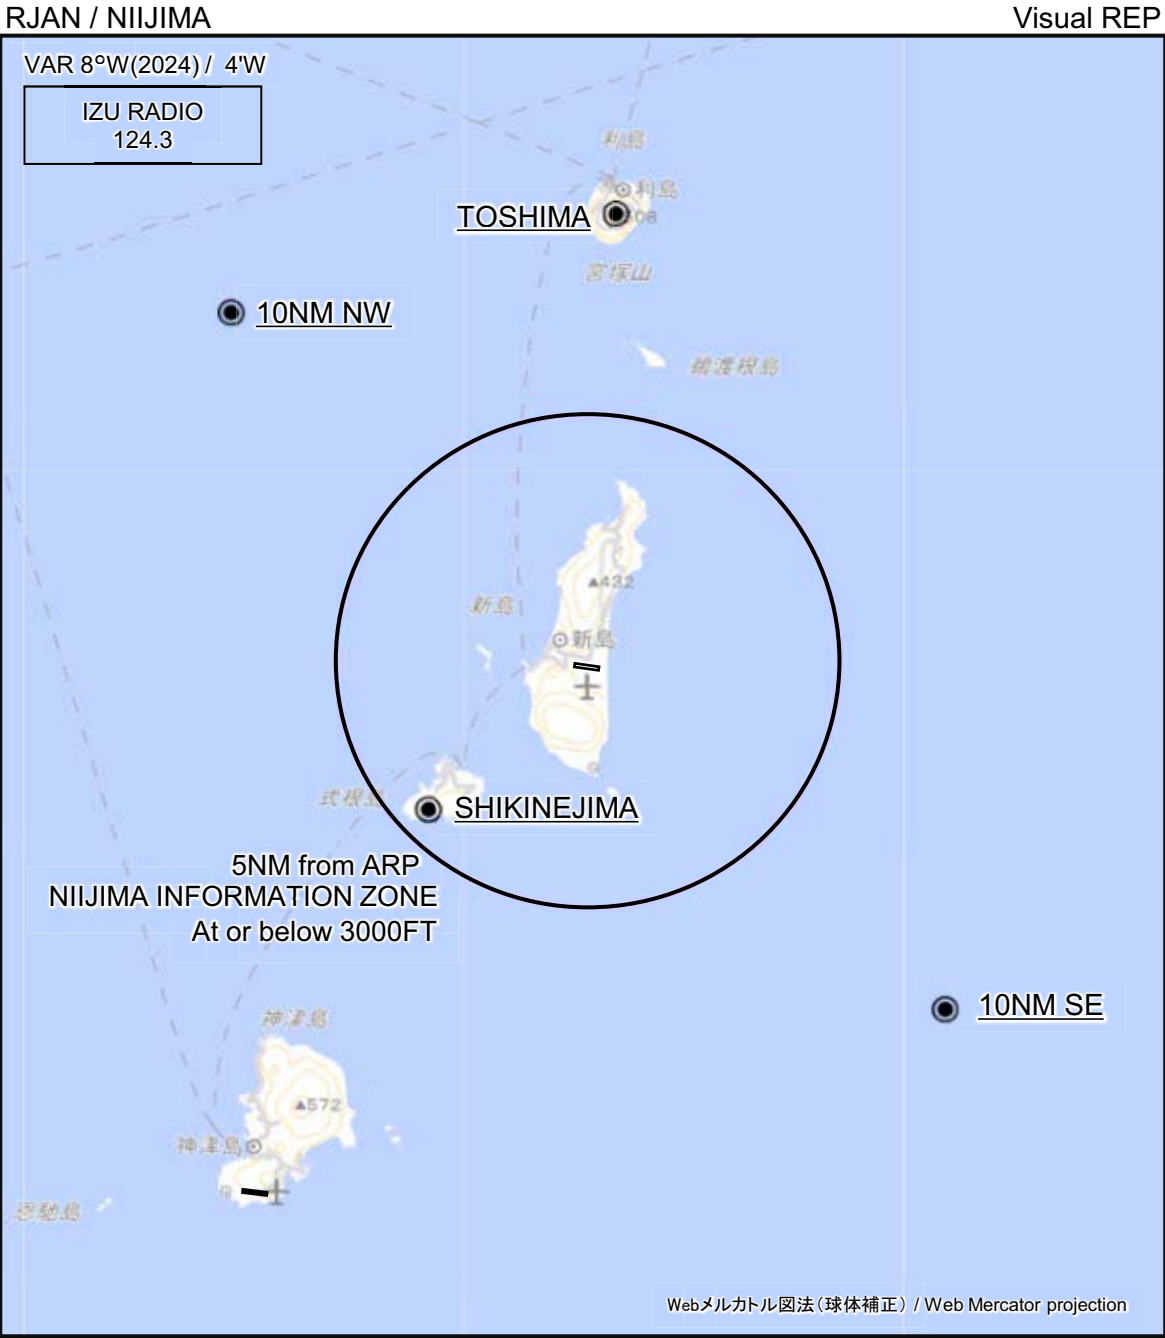 RJAN / NIIJIMA
Visual REP
VAR 8°W(2024) / 4'W
IZU RADIO
124.3
利島
利島
TOSHIMA
508
宮塚山
10NM NW
鵜渡根島
432
新島
新島
式根島
SHIKINEJIMA
5NM from ARP
NIIJIMA INFORMATION ZONE
At or below 3000FT
10NM SE
神津島
572
神津島
恩馳島
Webメルカトル図法（球体補正） / Web Mercator projection